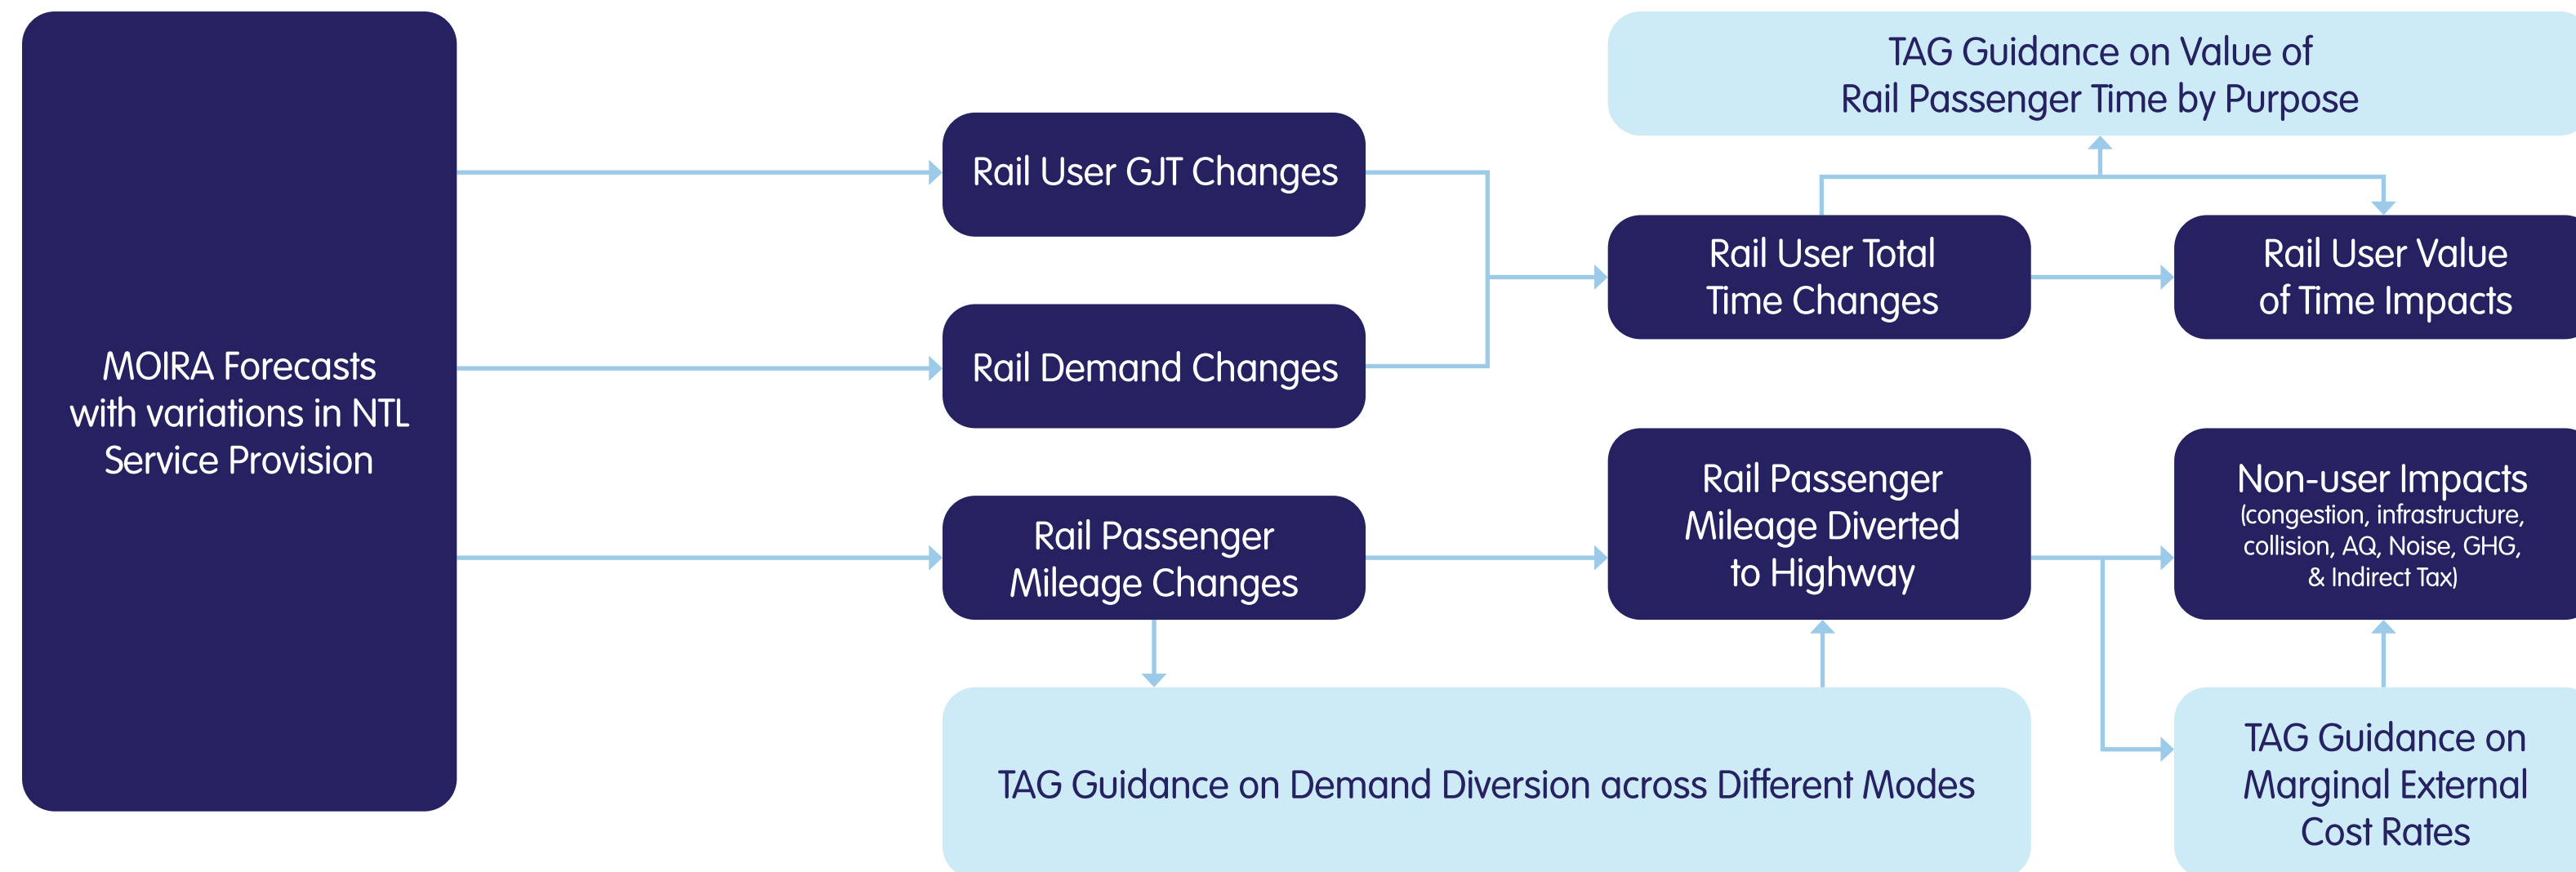 MOIRA Forecasts
with variations in NTL
Service Provision
Rail User GJT Changes
Rail Demand Changes
Rail Passenger
Mileage Changes
TAG Guidance on Value of
Rail Passenger Time by Purpose
Rail User Total
Time Changes
Rail User Value
of Time Impacts
Rail Passenger
Mileage Diverted
to Highway
Non-user Impacts
(congestion, infrastructure,
collision, AQ, Noise, GHG,
& Indirect Tax)
TAG Guidance on Demand Diversion across Different Modes
TAG Guidance on
Marginal External
Cost Rates